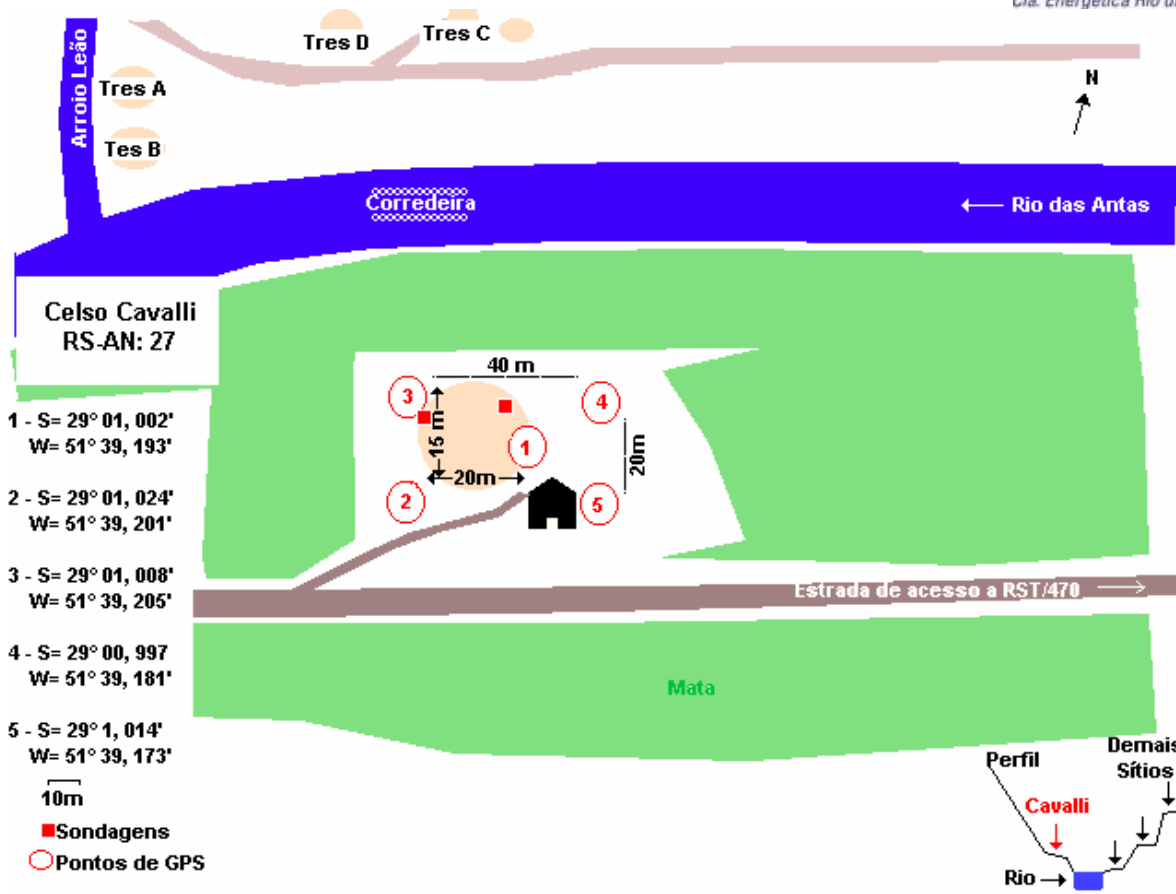 Cia. Energética Rio
Tres D
Tres C
Arroio Leão
Tres A
N
Tes B
Corredeira
Rio das Antas
Celso Cavalli
RS-AN: 27
40 m
3
4
15 m
1
20m
20m
2
5
1 - S= 29° 01, 002'
W= 51° 39, 193'
2 - S= 29° 01, 024'
W= 51° 39, 201'
3 - S= 29° 01, 008'
W= 51° 39, 205'
4 - S= 29° 00, 997
W= 51° 39, 181'
5 - S= 29° 1, 014'
W= 51° 39, 173'
Estrada de acesso a RST/470
Mata
10m
Sondagens
Pontos de GPS
Perfil
Demais
Sítios
Cavalli
Rio